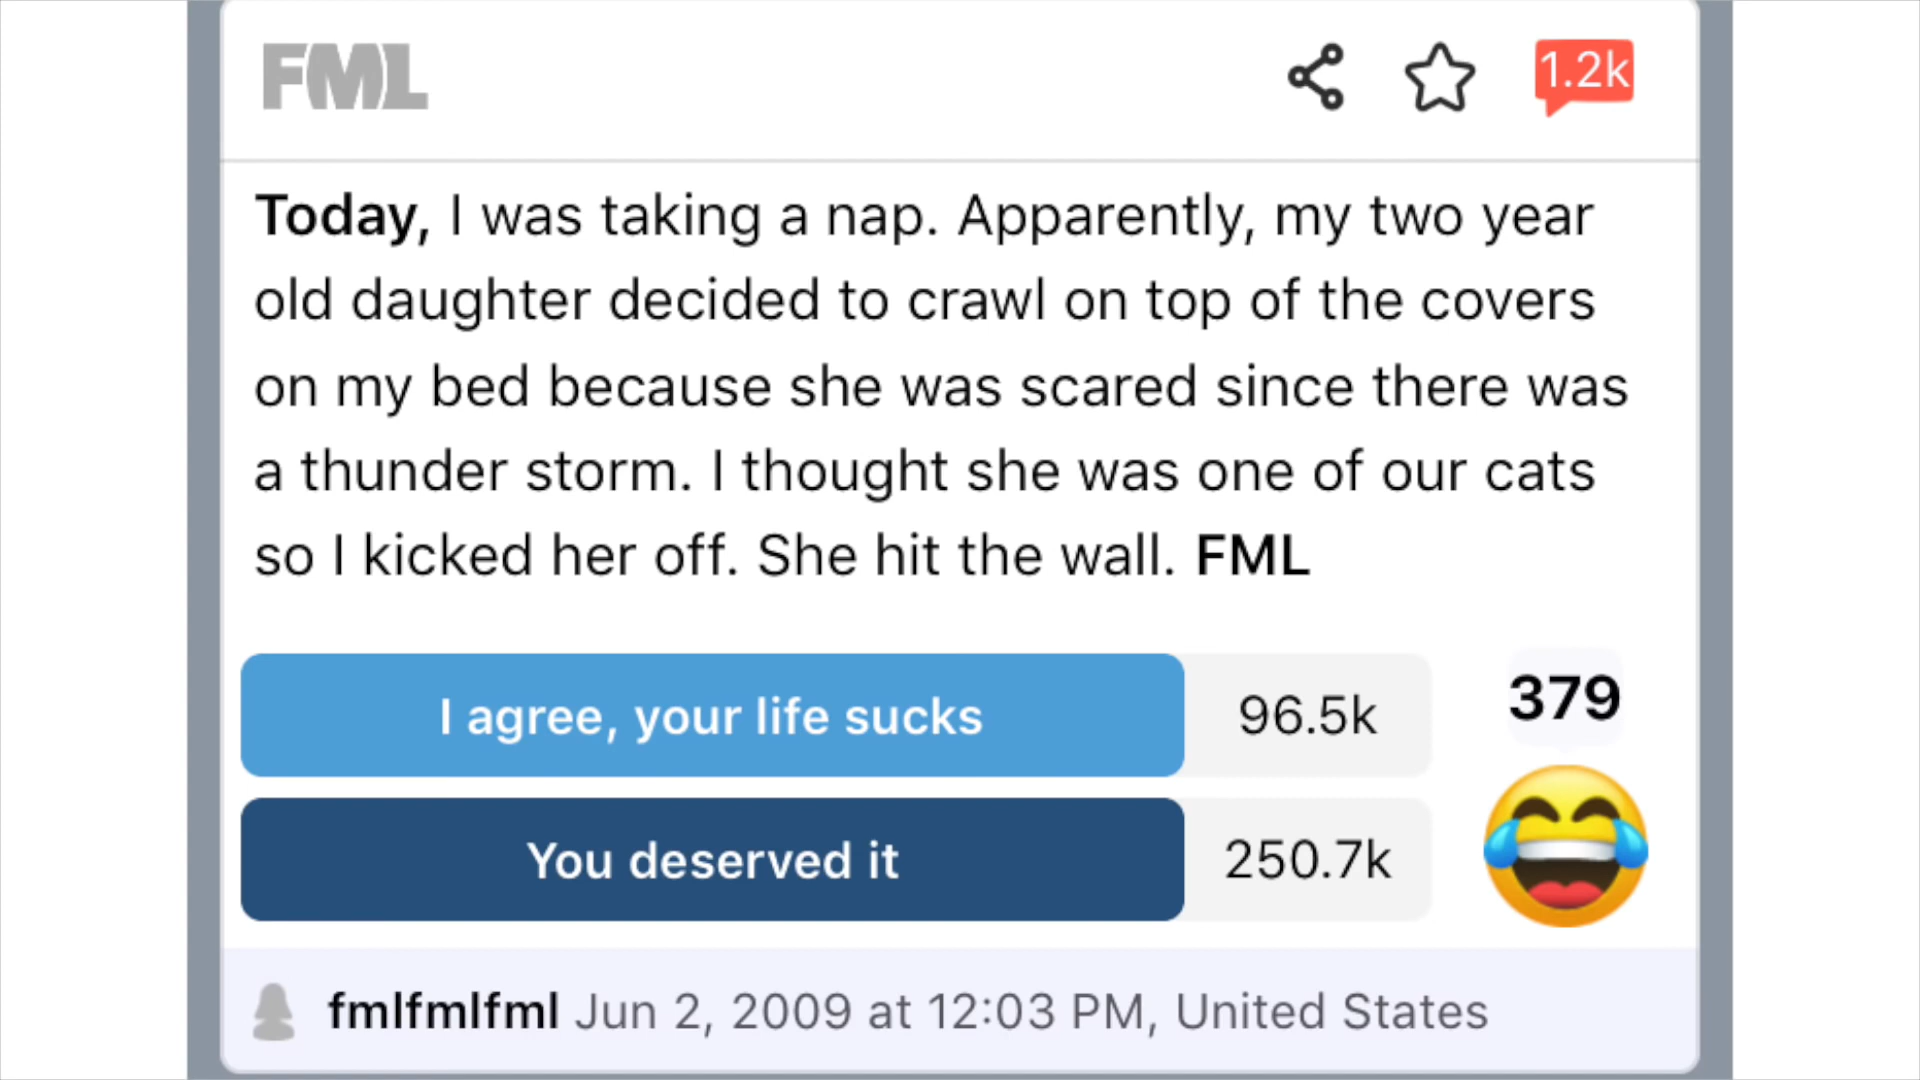 FML
1.2k
Today, I was taking a nap. Apparently, my two year
old daughter decided to crawl on top of the covers
on my bed because she was scared since there was
a thunder storm. I thought she was one of our cats
so I kicked her off. She hit the wall. FML
I agree, your life sucks
96.5k
379
You deserved it
250.7k
fmlfmlfml Jun 2, 2009 at 12:03 PM, United States